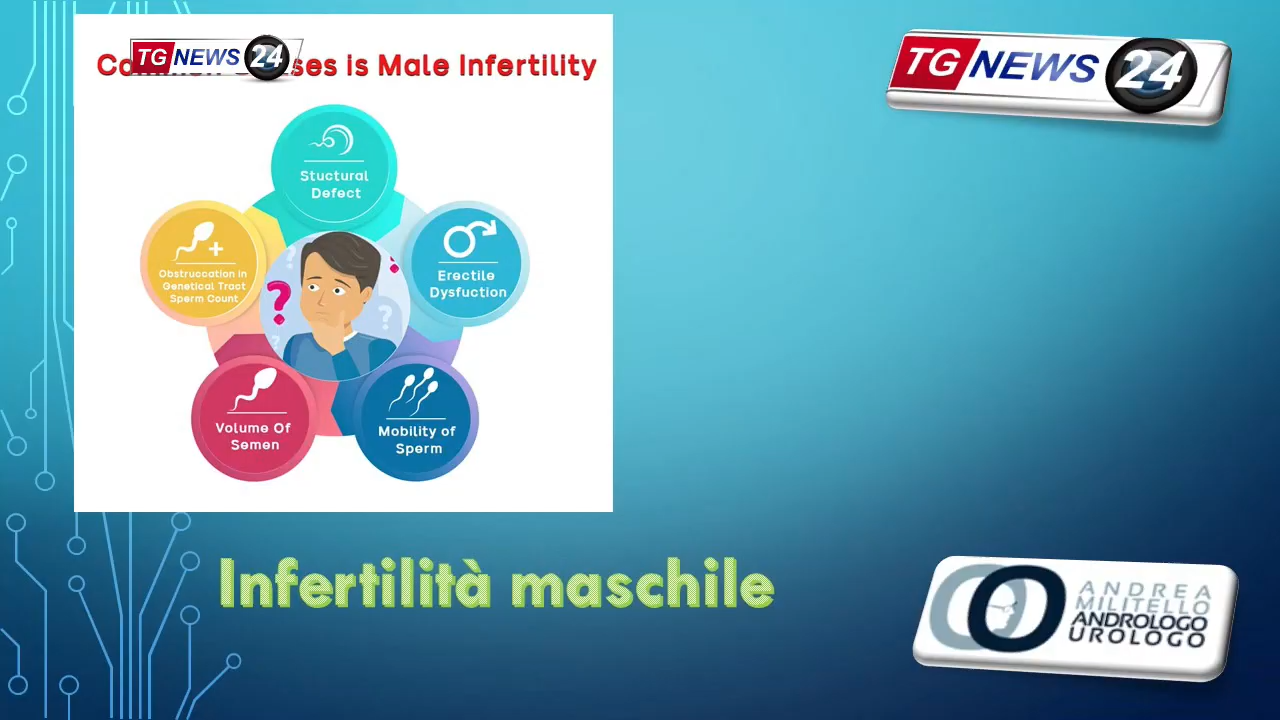 TG NEWS 24
ses is Male Infertility
TG NEWS 24
Stuctural
Defect
Obstruccation in
Genetical Tract
Sperm Count
Erectile
Dysfuction
? ? ?
Volume Of
Semen
Mobility of
Sperm
Infertilità maschile
ANDREA
MILITELLO
ANDROLOGO
UROLOGO